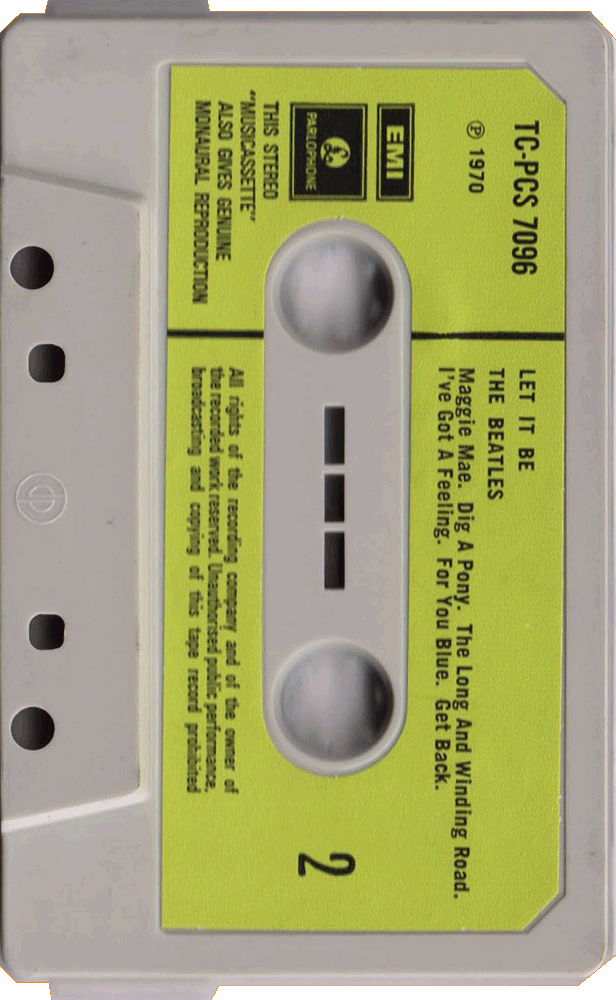 TC-PCS 7096
℗ 1970
EMI
PARLOPHONE
£
THIS STEREO
"MUSICASSETTE"
ALSO GIVES GENUINE
MONAURAL REPRODUCTION
LET IT BE
THE BEATLES
Maggie Mae. Dig A Pony. The Long And Winding Road.
I've Got A Feeling. For You Blue. Get Back.
2
All rights of the recording company and of the owner of
the recorded work reserved. Unauthorised public performance,
broadcasting and copying of this tape record prohibited